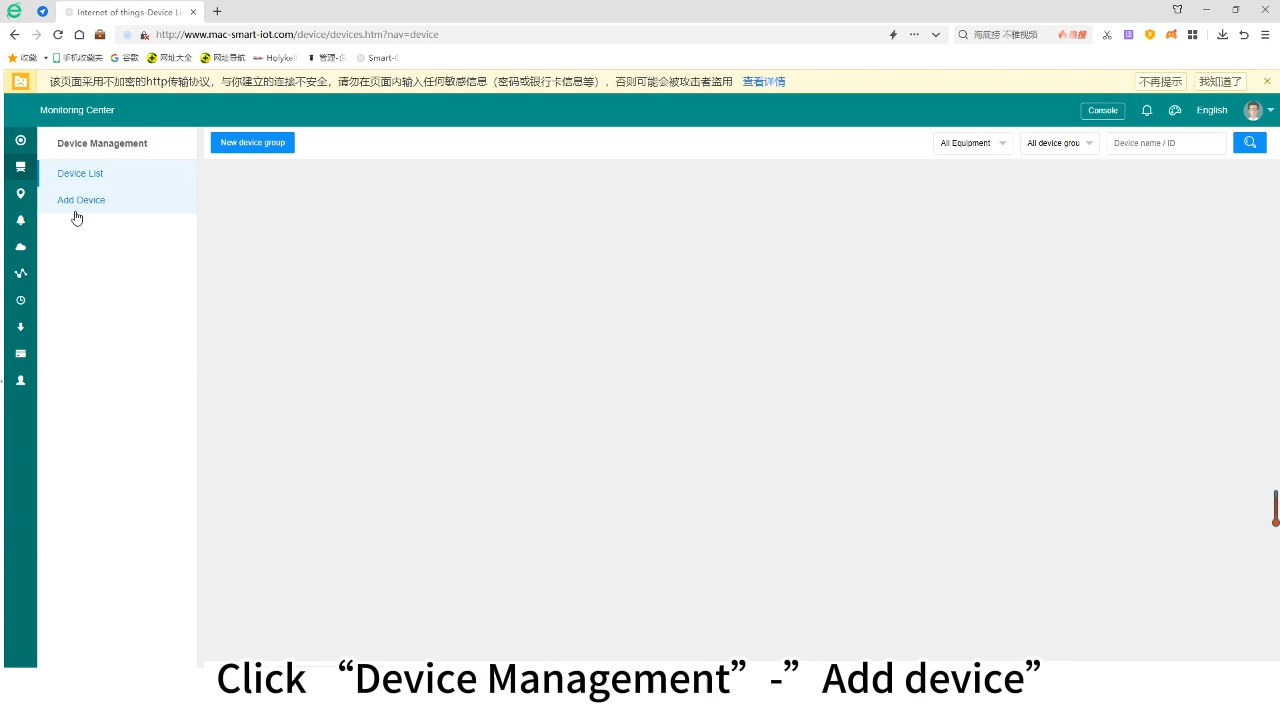 Internet of things-Device Li
http://www.mac-smart-iot.com/device/devices.htm?nav=device
收藏 手机收藏夹 谷歌 网址大全 网址导航 Holykell 管理-企 Smart-C
该页面采用不加密的http传输协议，与你建立的连接不安全，请勿在页面内输入任何敏感信息（密码或银行卡信息等），否则可能会被攻击者盗用 查看详情 不再提示 我知道了
Monitoring Center Console English
Device Management New device group All Equipment All device grou Device name / ID
Device List
Add Device
Click “Device Management”-”Add device”